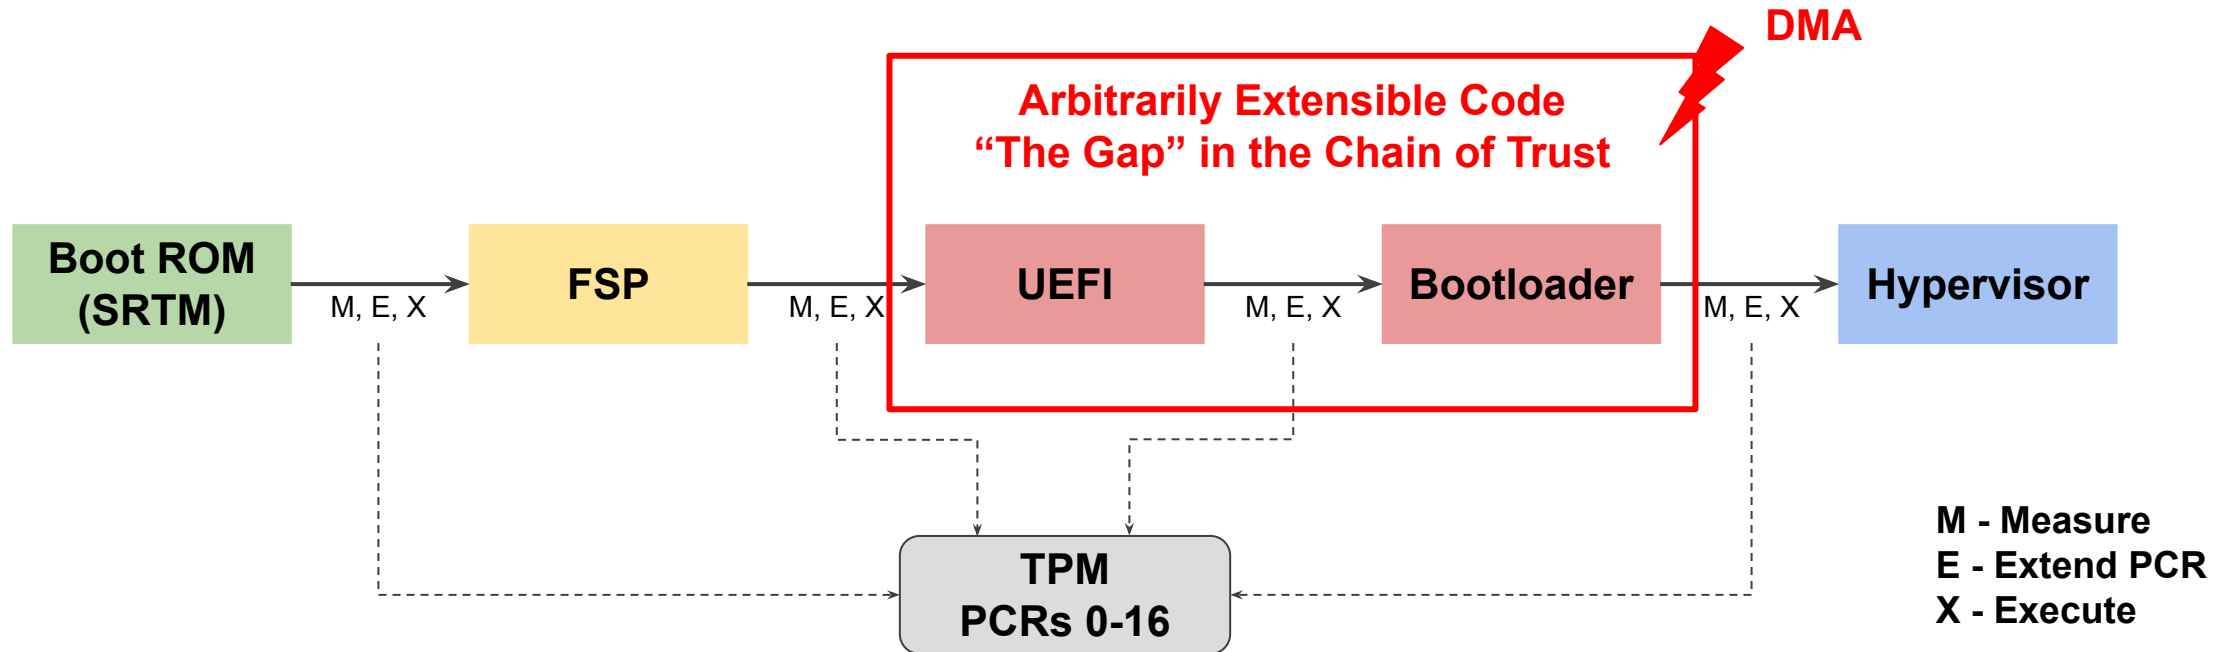 DMA
Arbitrarily Extensible Code
“The Gap” in the Chain of Trust
Boot ROM
(SRTM)
M, E, X
FSP
M, E, X
UEFI
M, E, X
Bootloader
M, E, X
Hypervisor
TPM
PCRs 0-16
M - Measure
E - Extend PCR
X - Execute